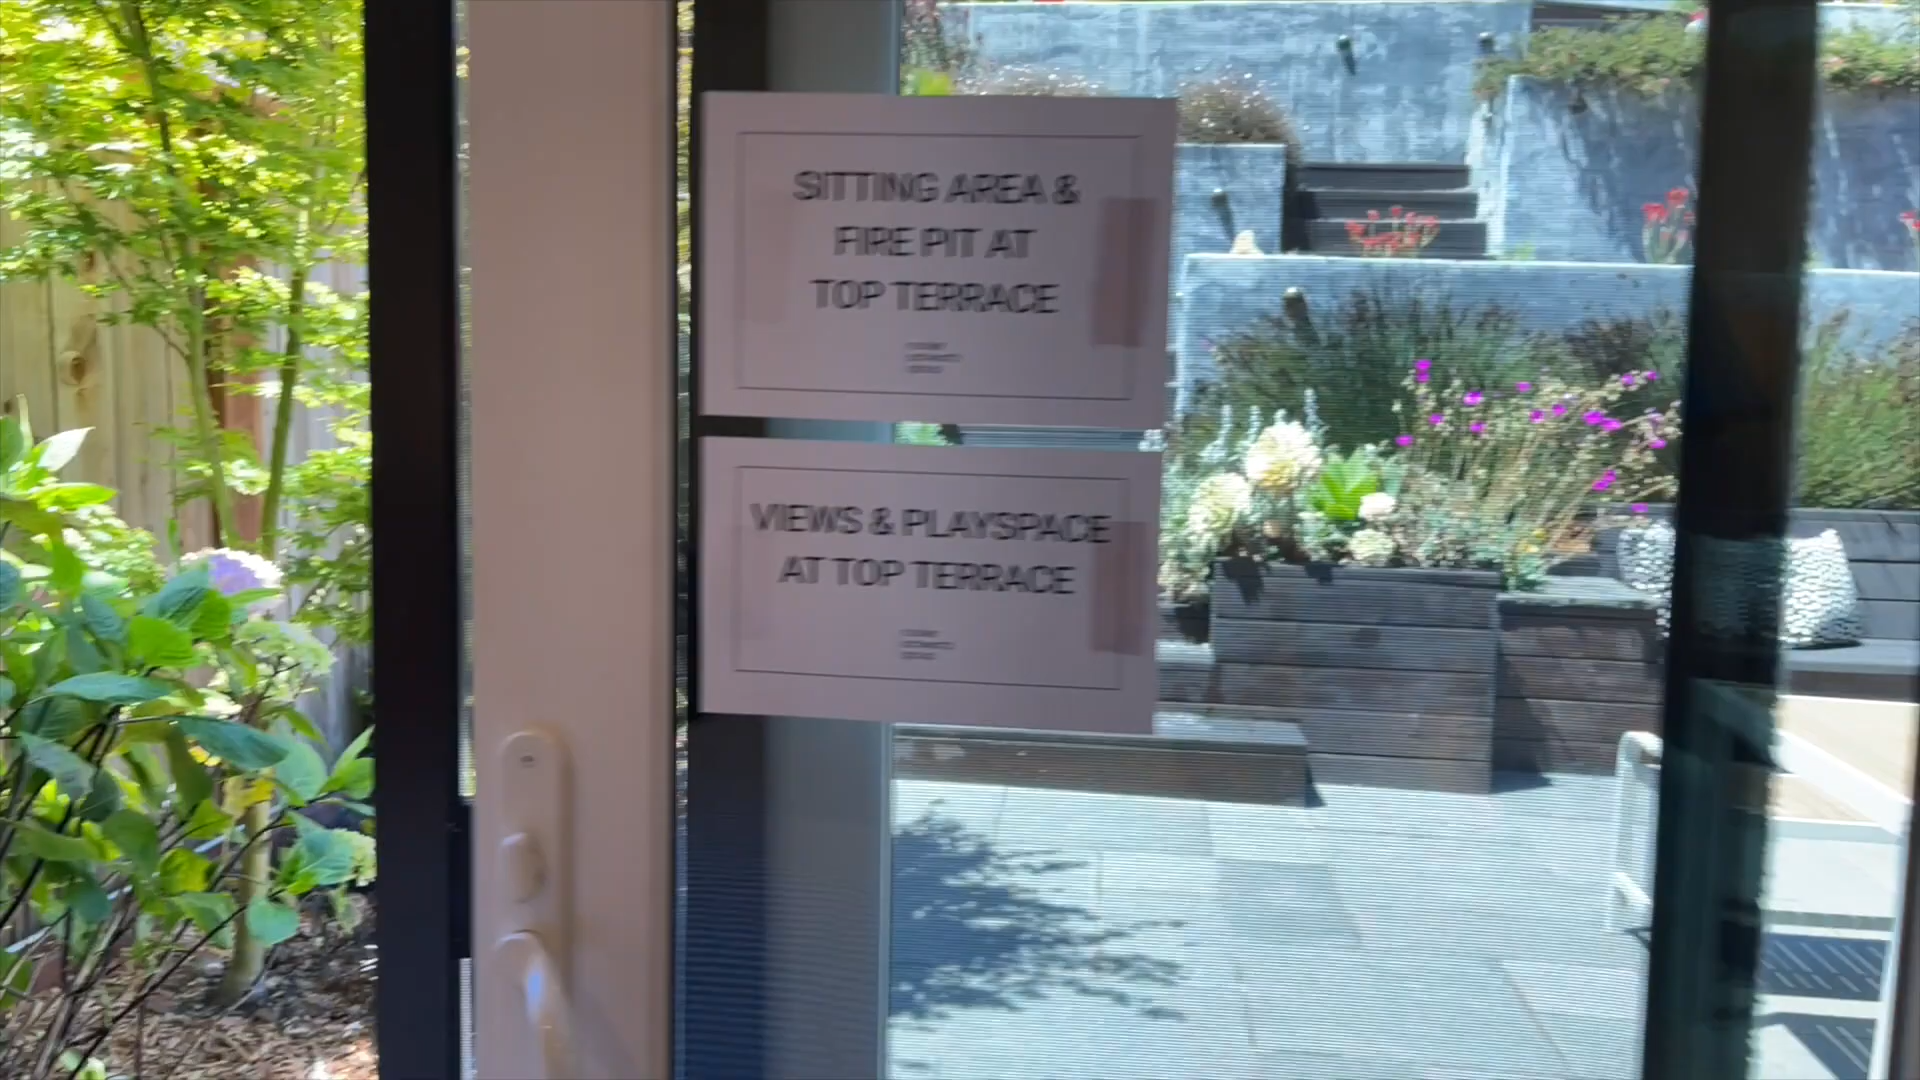 SITTING AREA &
FIRE PIT AT
TOP TERRACE
VIEWS & PLAYSPACE
AT TOP TERRACE